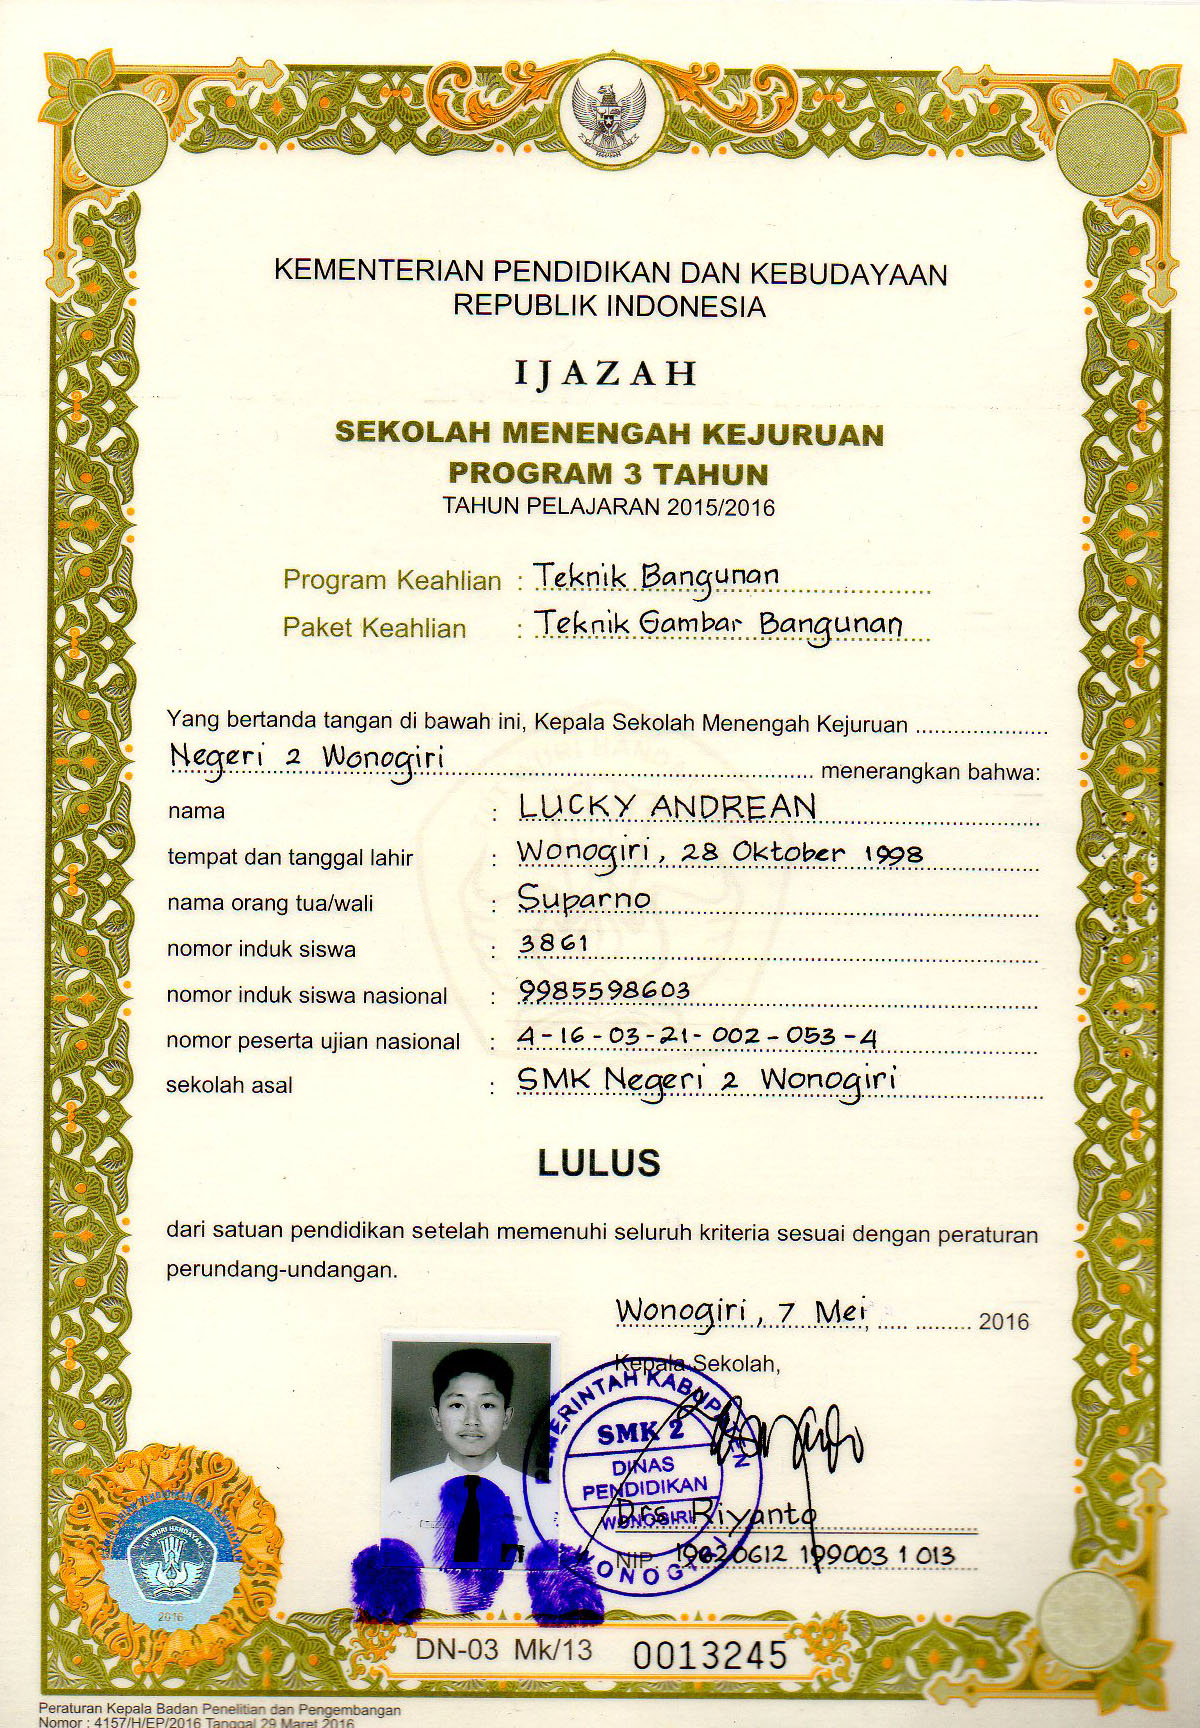 KEMENTERIAN PENDIDIKAN DAN KEBUDAYAAN
REPUBLIK INDONESIA
IJAZAH
SEKOLAH MENENGAH KEJURUAN
PROGRAM 3 TAHUN
TAHUN PELAJARAN 2015/2016
Program Keahlian : Teknik Bangunan
Paket Keahlian : Teknik Gambar Bangunan
Yang bertanda tangan di bawah ini, Kepala Sekolah Menengah Kejuruan ....................
Negeri 2 Wonogiri .................... menerangkan bahwa:
nama : LUCKY ANDREAN
tempat dan tanggal lahir : Wonogiri, 28 Oktober 1998
nama orang tua/wali : Suparno
nomor induk siswa : 3861
nomor induk siswa nasional : 9985598603
nomor peserta ujian nasional : 4-16-03-21-002-053-4
sekolah asal : SMK Negeri 2 Wonogiri
LULUS
dari satuan pendidikan setelah memenuhi seluruh kriteria sesuai dengan peraturan
perundang-undangan.
Wonogiri, 7 Mei, ..... ......... 2016
Kepala Sekolah,
PEMERINTAH KABUPATEN
SMK 2
DINAS
PENDIDIKAN
WONOGIRI
WONOGIRI
Drs. Riyanto
NIP. 19620612 199003 1 013
TUT WURI HANDAYANI
2016
DN-03 Mk/13 0013245
Peraturan Kepala Badan Penelitian dan Pengembangan
Nomor : 4157/H/EP/2016 Tanggal 29 Maret 2016